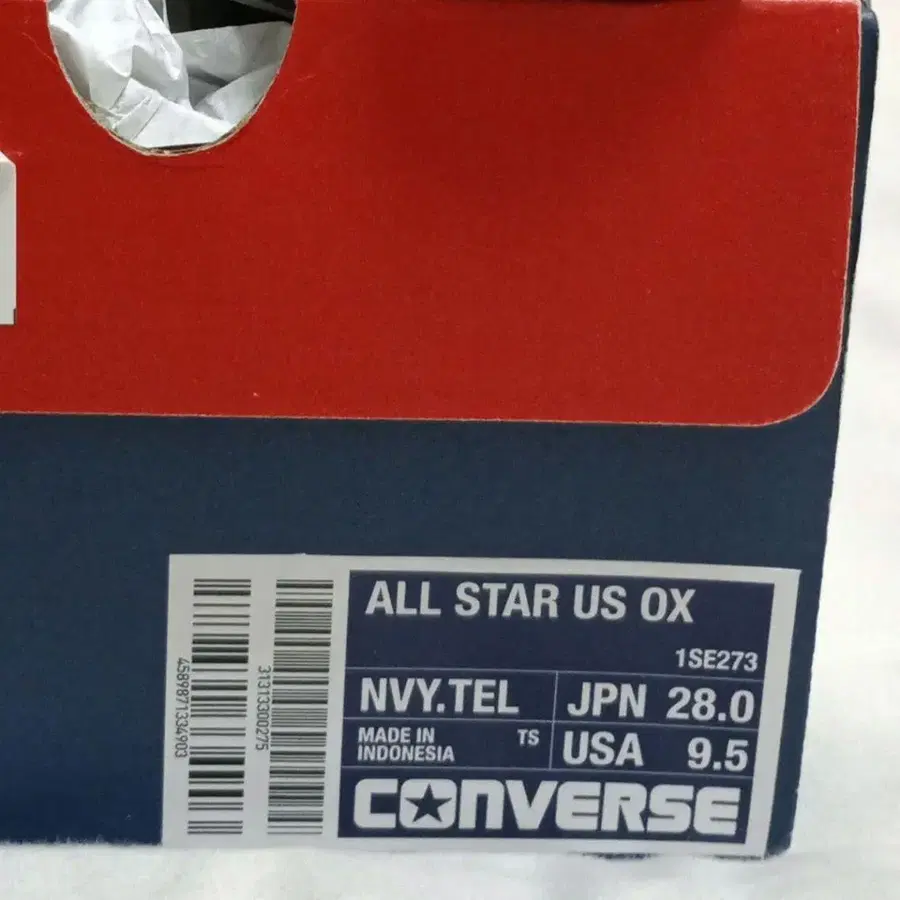 ALL STAR US OX
1SE273
NVY.TEL
JPN 28.0
MADE IN
INDONESIA
TS
USA 9.5
CONVERSE
4589871334903
31313300275